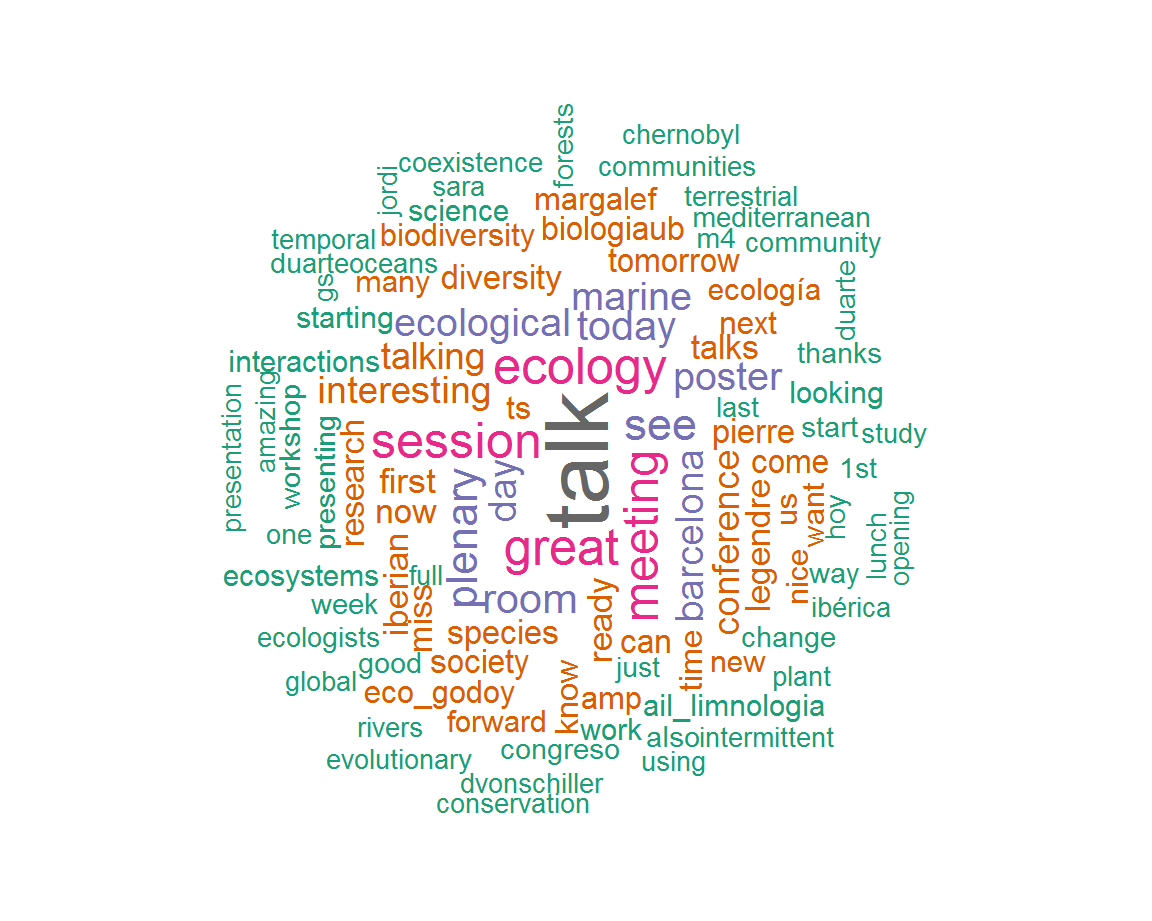 forests
chernobyl
coexistence
communities
jordi
sara
margalef
terrestrial
science
mediterranean
temporal
biodiversity
biologiaub
m4
community
duarteoceans
tomorrow
gs
many
diversity
marine
ecología
duarte
starting
ecological
today
next
interactions
talking
ecology
talks
thanks
amazing
interesting
poster
looking
presentation
workshop
ts
talk
last
session
see
pierre
start
study
presenting
research
first
plenary
day
meeting
barcelona
conference
come
1st
legendre
us
want
hoy
now
one
great
lunch
opening
ecosystems
iberian
full
miss
room
ready
nice
way
week
ibérica
ecologists
species
can
time
change
good
society
just
new
global
eco_godoy
know
amp
plant
ail_limnologia
rivers
forward
work
also
intermittent
evolutionary
congreso
using
dvonschiller
conservation